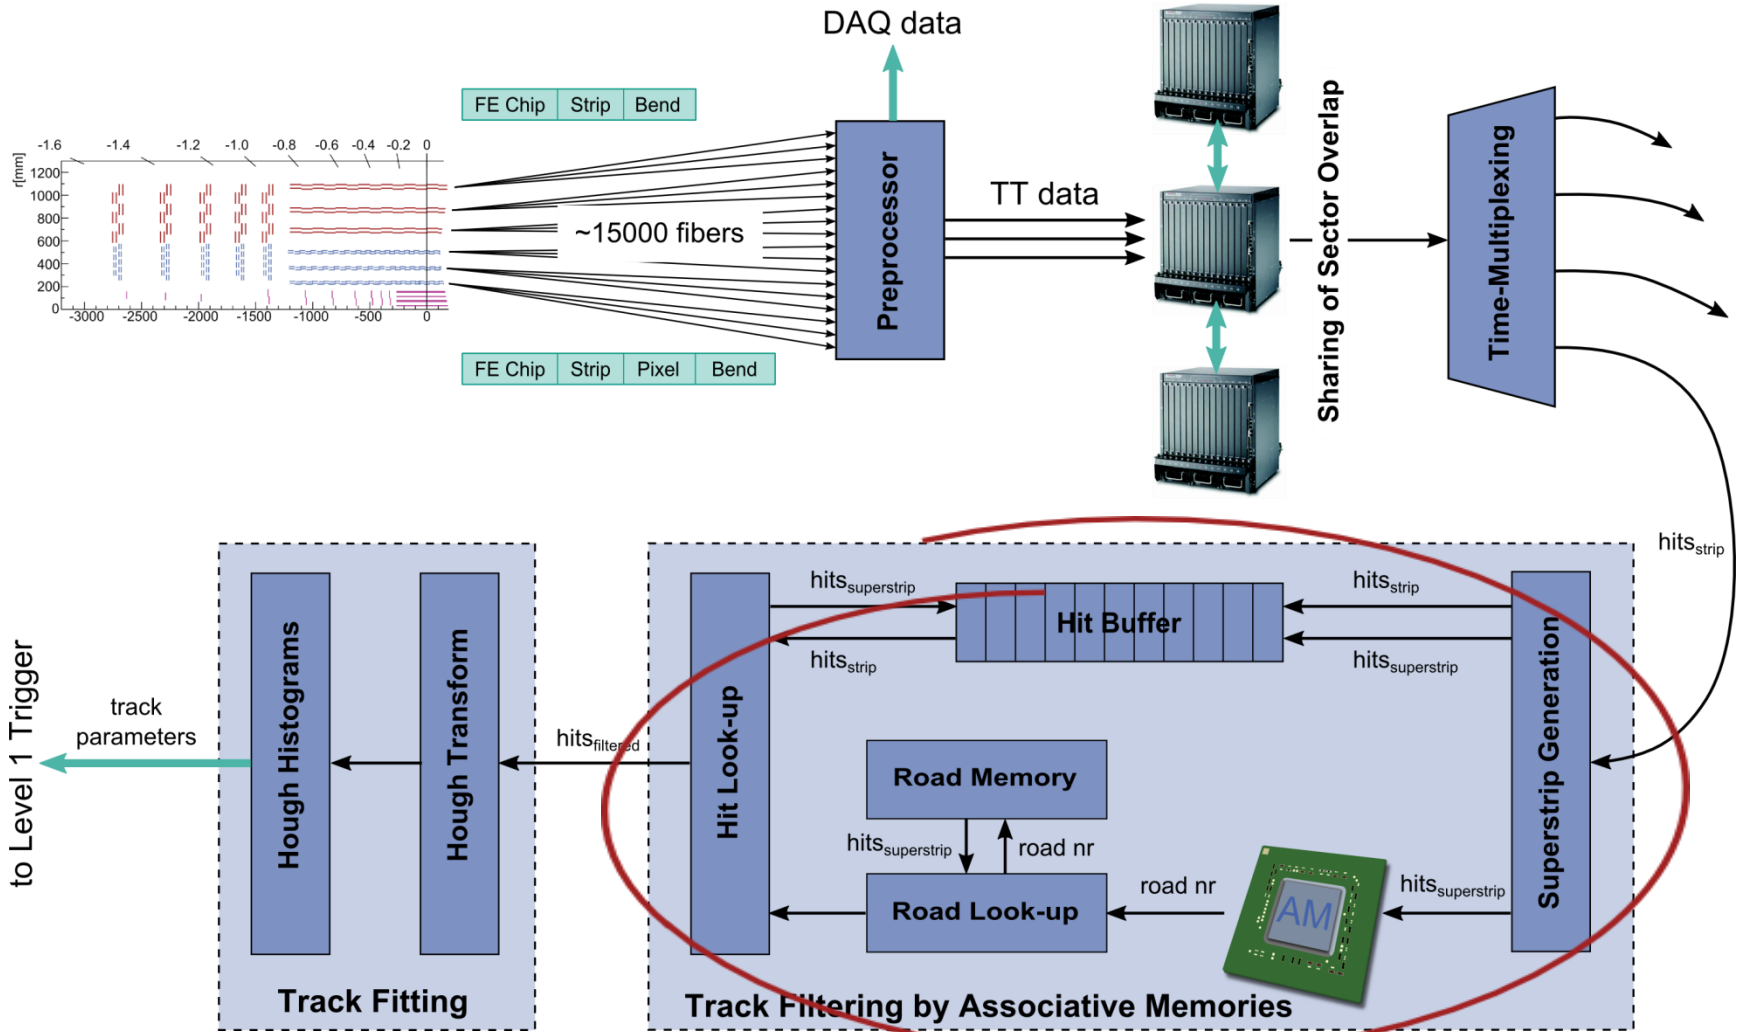 DAQ data
FE Chip Strip Bend
-1.6 -1.4 -1.2 -1.0 -0.8 -0.6 -0.4 -0.2 0
r[mm]
1200
1000
800
600
400
200
0
-3000 -2500 -2000 -1500 -1000 -500 0
~15000 fibers
FE Chip Strip Pixel Bend
Preprocessor
TT data
Sharing of Sector Overlap
Time-Multiplexing
hitsstrip
Superstrip Generation
hitsstrip
hitssuperstrip
Hit Buffer
hitssuperstrip
hitsstrip
Hit Look-up
Road Memory
hitssuperstrip
road nr
Road Look-up
road nr
AM
hitssuperstrip
Track Filtering by Associative Memories
hitsfiltered
Hough Transform
Hough Histograms
Track Fitting
track
parameters
to Level 1 Trigger